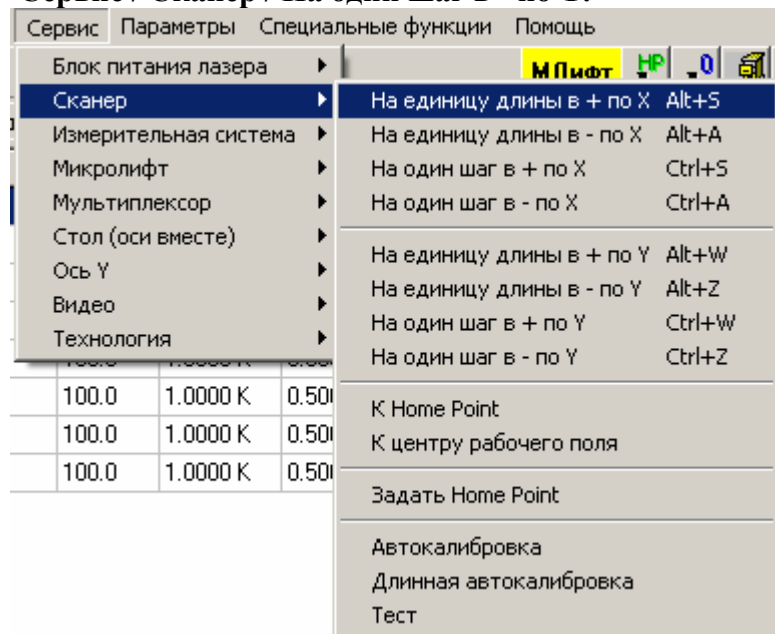 Сервис Параметры Специальные функции Помощь
МЛифт HP 0
Блок питания лазера
Сканер
Измерительная система
Микролифт
Мультиплексор
Стол (оси вместе)
Ось Y
Видео
Технология
На единицу длины в + по X Alt+S
На единицу длины в - по X Alt+A
На один шаг в + по X Ctrl+S
На один шаг в - по X Ctrl+A
На единицу длины в + по Y Alt+W
На единицу длины в - по Y Alt+Z
На один шаг в + по Y Ctrl+W
На один шаг в - по Y Ctrl+Z
К Home Point
К центру рабочего поля
Задать Home Point
Автокалибровка
Длинная автокалибровка
Тест
100.0 1.0000 K
100.0 1.0000 K
100.0 1.0000 K